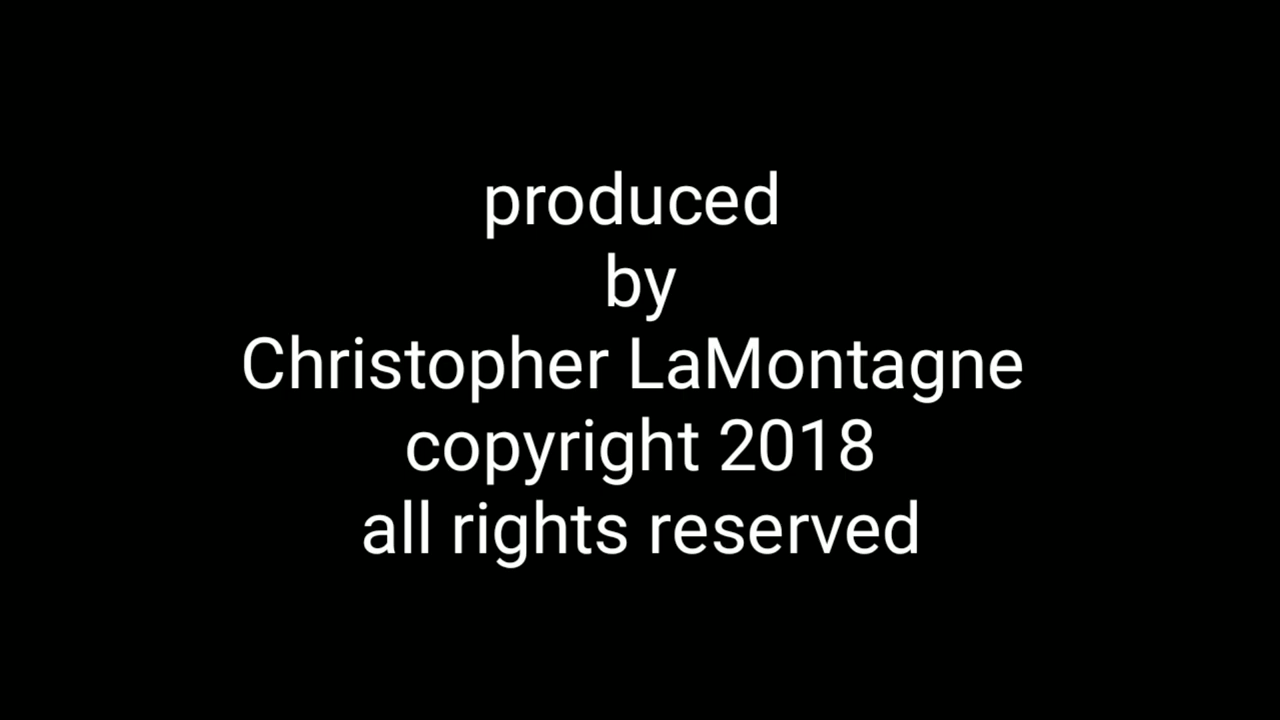 produced
by
Christopher LaMontagne
copyright 2018
all rights reserved